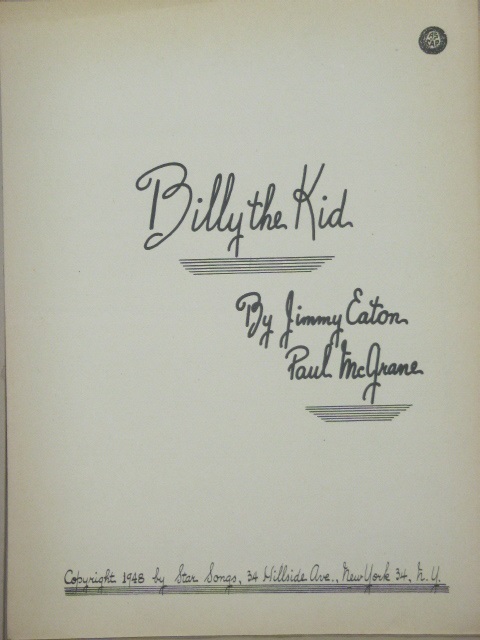 Billy the Kid
By Jimmy Eaton
Paul McGrane
Copyright 1948 by Star Songs, 34 Hillside Ave., New York 34, N.Y.